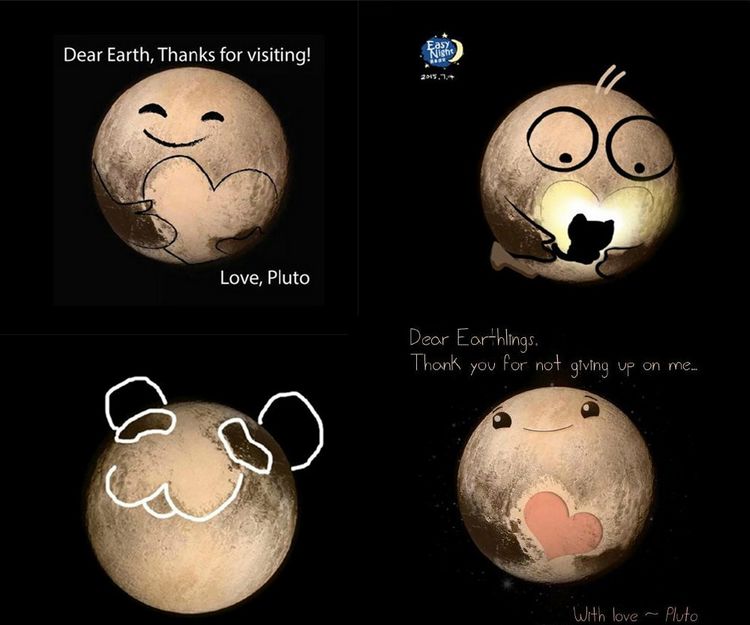 Dear Earth, Thanks for visiting!
Love, Pluto
Easy
Night
2015.7.14
Dear Earthlings,
Thank you for not giving up on me...
With love ~ Pluto